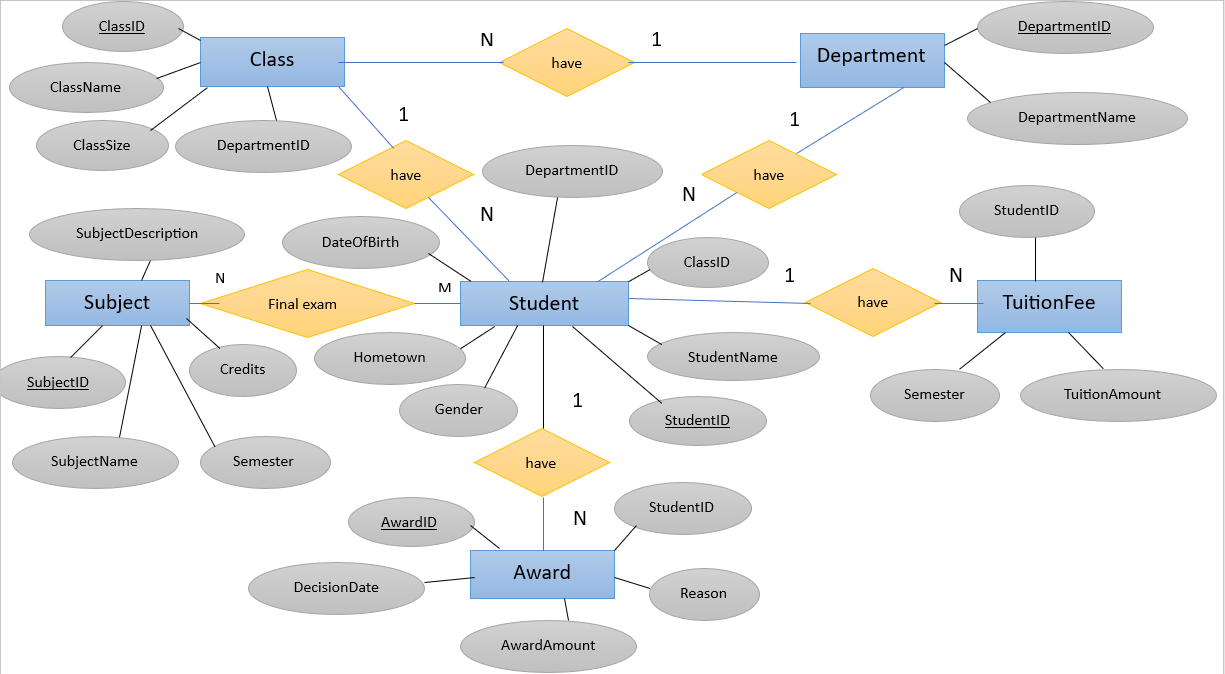 ClassID
N
1
DepartmentID
Class
have
Department
ClassName
1
1
DepartmentName
ClassSize
DepartmentID
have
DepartmentID
have
N
N
StudentID
SubjectDescription
DateOfBirth
ClassID
N
M
1
N
Subject
Final exam
Student
have
TuitionFee
Hometown
StudentName
SubjectID
Credits
Semester
TuitionAmount
Gender
1
StudentID
SubjectName
Semester
have
AwardID
N
StudentID
Award
DecisionDate
Reason
AwardAmount